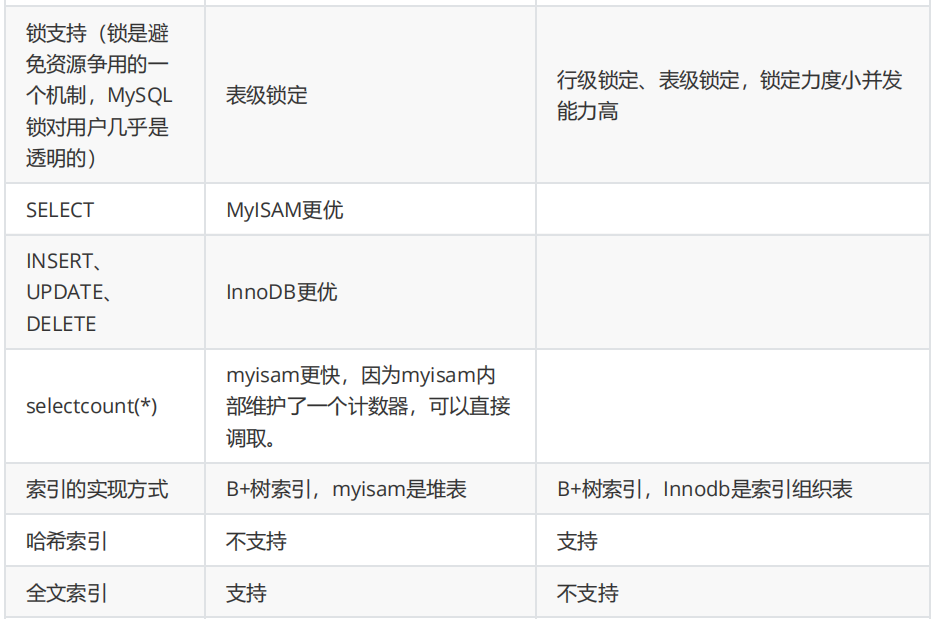 锁支持（锁是避
免资源争用的一
个机制，MySQL
锁对用户几乎是
透明的）
表级锁定
行级锁定、表级锁定，锁定力度小并发
能力高
SELECT
MyISAM更优
INSERT、
UPDATE、
DELETE
InnoDB更优
selectcount(*)
myisam更快，因为myisam内
部维护了一个计数器，可以直接
调取。
索引的实现方式
B+树索引，myisam是堆表
B+树索引，Innodb是索引组织表
哈希索引
不支持
支持
全文索引
支持
不支持